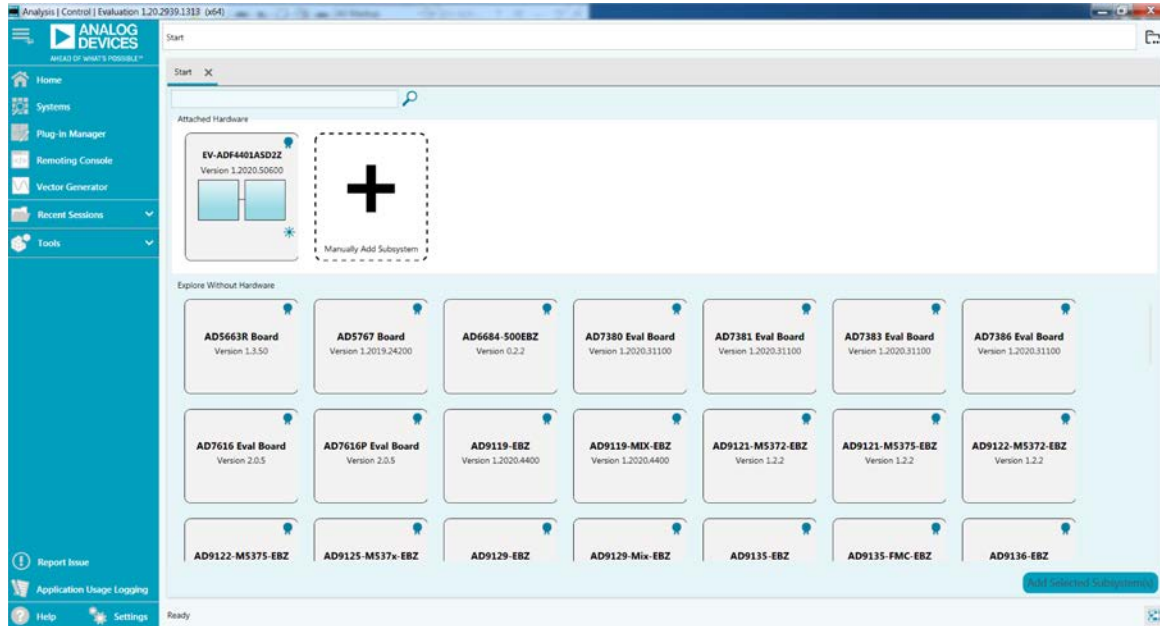 Analysis | Control | Evaluation 1.20.2939.1313 (x64)
ANALOG
DEVICES
AHEAD OF WHAT'S POSSIBLE™
Home
Systems
Plug-in Manager
Remoting Console
Vector Generator
Recent Sessions
Tools
Report Issue
Application Usage Logging
Help Settings
Start
Start
Attached Hardware
EV-ADF4401ASD2Z
Version 1.2020.50600
Manually Add Subsystem
Explore Without Hardware
AD5663R Board
Version 1.3.50
AD5767 Board
Version 1.2019.24200
AD6684-500EBZ
Version 0.2.2
AD7380 Eval Board
Version 1.2020.31100
AD7381 Eval Board
Version 1.2020.31100
AD7383 Eval Board
Version 1.2020.31100
AD7386 Eval Board
Version 1.2020.31100
AD7616 Eval Board
Version 2.0.5
AD7616P Eval Board
Version 2.0.5
AD9119-EBZ
Version 1.2020.4400
AD9119-MIX-EBZ
Version 1.2020.4400
AD9121-M5372-EBZ
Version 1.2.2
AD9121-M5375-EBZ
Version 1.2.2
AD9122-M5372-EBZ
Version 1.2.2
AD9122-M5375-EBZ
AD9125-M537x-EBZ
AD9129-EBZ
AD9129-Mix-EBZ
AD9135-EBZ
AD9135-FMC-EBZ
AD9136-EBZ
Add Selected Subsystem(s)
Ready